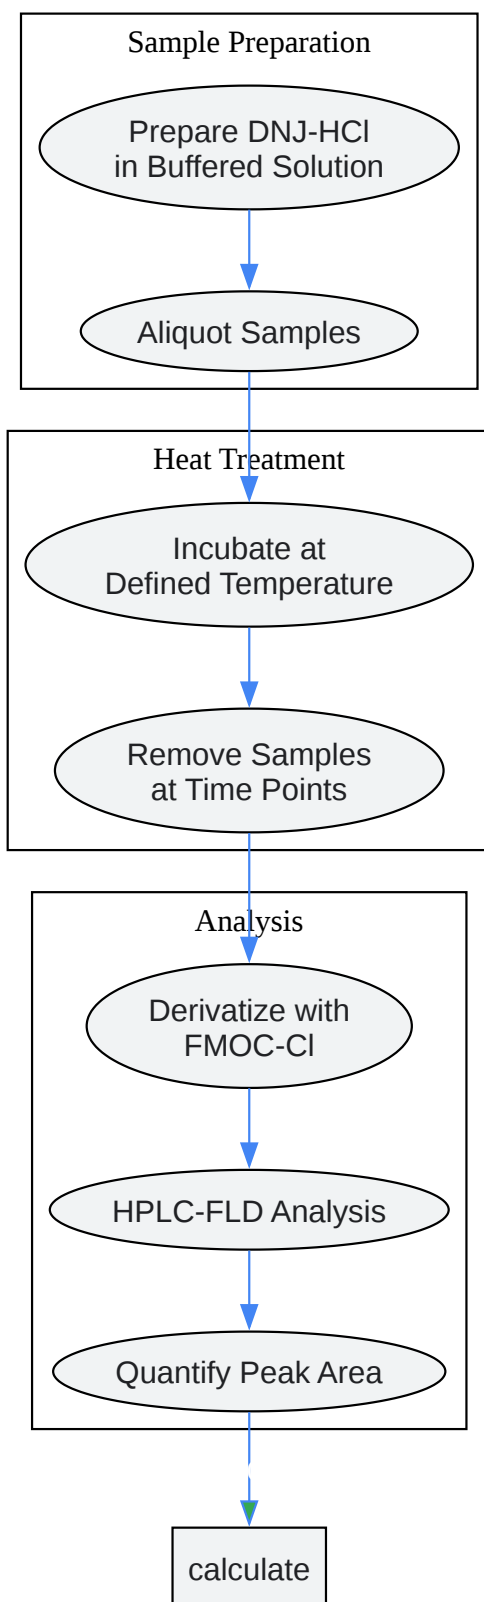 Sample Preparation
Prepare DNJ-HCl
in Buffered Solution
Aliquot Samples
Heat Treatment
Incubate at
Defined Temperature
Remove Samples
at Time Points
Analysis
Derivatize with
FMOC-Cl
HPLC-FLD Analysis
Quantify Peak Area
calculate